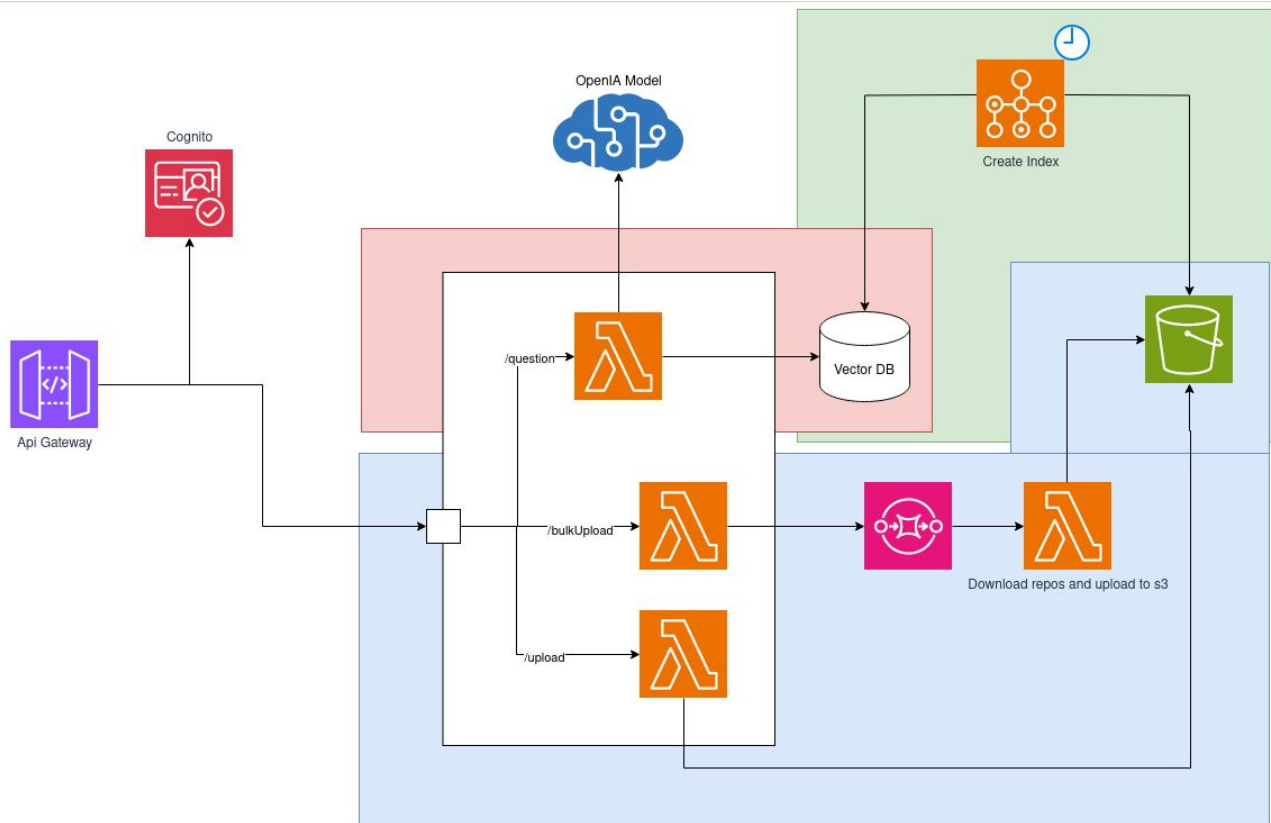 OpenIA Model
Cognito
Create Index
/question
Vector DB
Api Gateway
/bulkUpload
Download repos and upload to s3
/upload